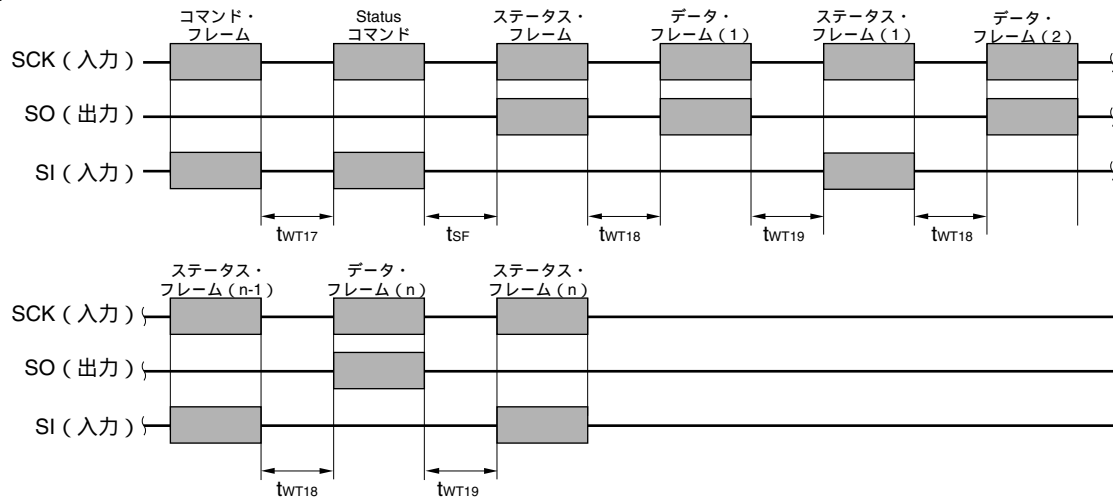 コマンド・
フレーム
Status
コマンド
ステータス・
フレーム
データ・
フレーム(1)
ステータス・
フレーム(1)
データ・
フレーム(2)
SCK(入力)
SO(出力)
SI(入力)
tWT17
tSF
tWT18
tWT19
tWT18
ステータス・
フレーム(n-1)
データ・
フレーム(n)
ステータス・
フレーム(n)
SCK(入力)
SO(出力)
SI(入力)
tWT18
tWT19